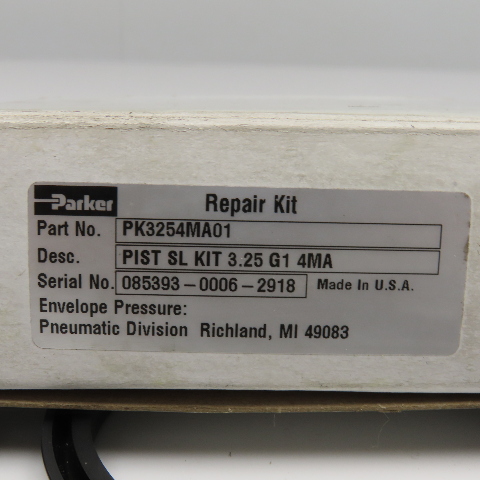 Parker Repair Kit
Part No. PK3254MA01
Desc. PIST SL KIT 3.25 G1 4MA
Serial No. 085393-0006-2918 Made In U.S.A.
Envelope Pressure:
Pneumatic Division Richland, MI 49083